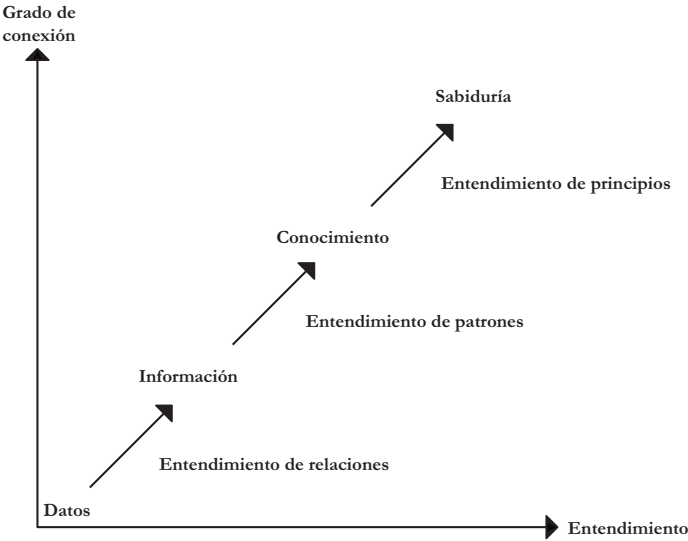 Grado de
conexión
Sabiduría
Entendimiento de principios
Conocimiento
Entendimiento de patrones
Información
Entendimiento de relaciones
Datos
Entendimiento